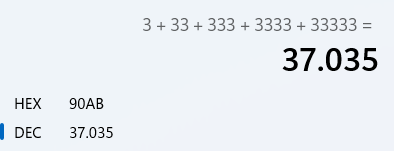 3 + 33 + 333 + 3333 + 33333 =
37.035
HEX 90AB
DEC 37.035